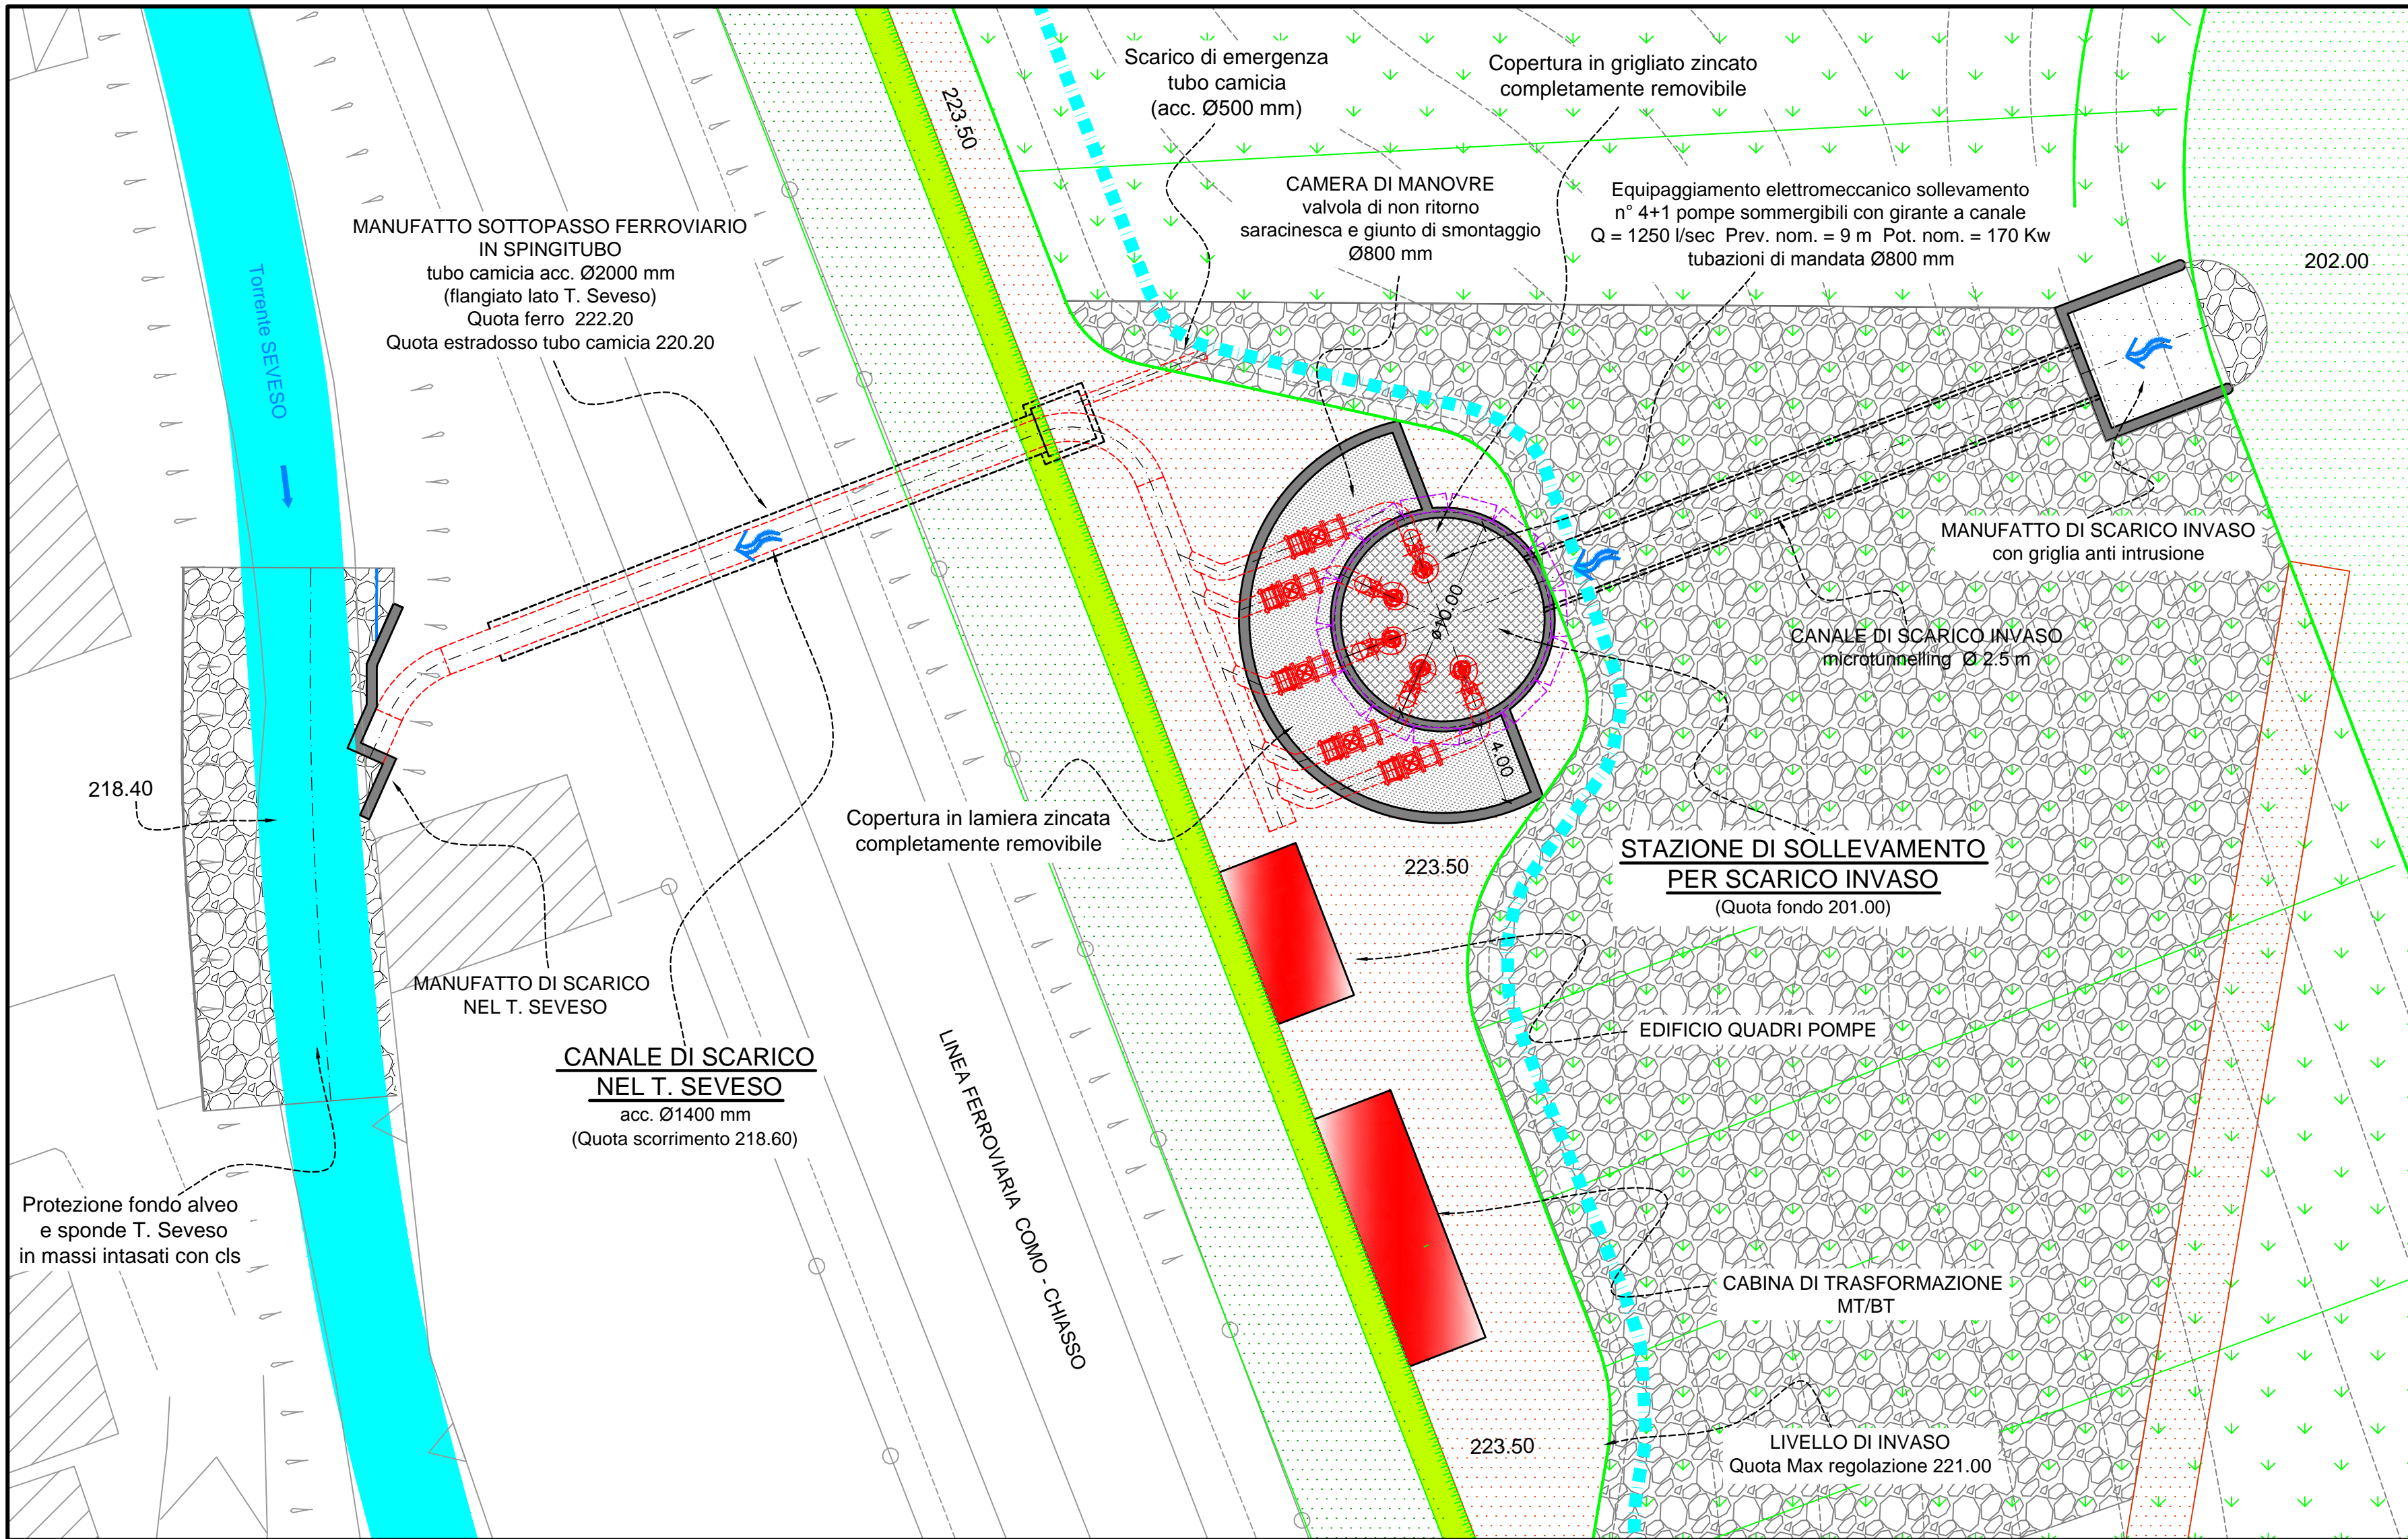 Scarico di emergenza
tubo camicia
(acc. Ø500 mm)
Copertura in grigliato zincato
completamente removibile
223.50
CAMERA DI MANOVRE
valvola di non ritorno
saracinesca e giunto di smontaggio
Ø800 mm
Equipaggiamento elettromeccanico sollevamento
n° 4+1 pompe sommergibili con girante a canale
Q = 1250 l/sec Prev. nom. = 9 m Pot. nom. = 170 Kw
tubazioni di mandata Ø800 mm
202.00
MANUFATTO SOTTOPASSO FERROVIARIO
IN SPINGITUBO
tubo camicia acc. Ø2000 mm
(flangiato lato T. Seveso)
Quota ferro 222.20
Quota estradosso tubo camicia 220.20
Torrente SEVESO
MANUFATTO DI SCARICO INVASO
con griglia anti intrusione
ø10.00
CANALE DI SCARICO INVASO
microtunnelling Ø 2.5 m
4.00
218.40
Copertura in lamiera zincata
completamente removibile
223.50
STAZIONE DI SOLLEVAMENTO
PER SCARICO INVASO
(Quota fondo 201.00)
MANUFATTO DI SCARICO
NEL T. SEVESO
EDIFICIO QUADRI POMPE
CANALE DI SCARICO
NEL T. SEVESO
acc. Ø1400 mm
(Quota scorrimento 218.60)
LINEA FERROVIARIA COMO - CHIASSO
Protezione fondo alveo
e sponde T. Seveso
in massi intasati con cls
CABINA DI TRASFORMAZIONE
MT/BT
223.50
LIVELLO DI INVASO
Quota Max regolazione 221.00